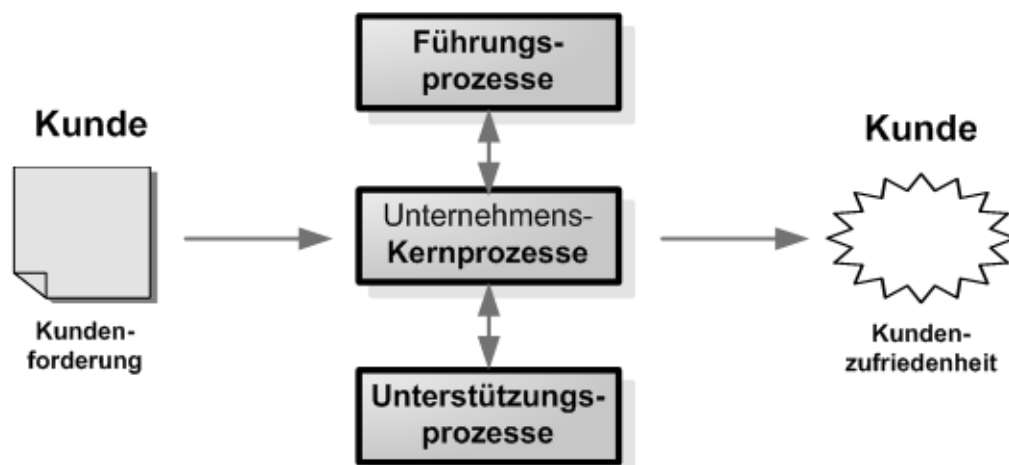 Führungs-
prozesse
Kunde
Kunde
Unternehmens-
Kernprozesse
Kunden-
forderung
Kunden-
zufriedenheit
Unterstützungs-
prozesse